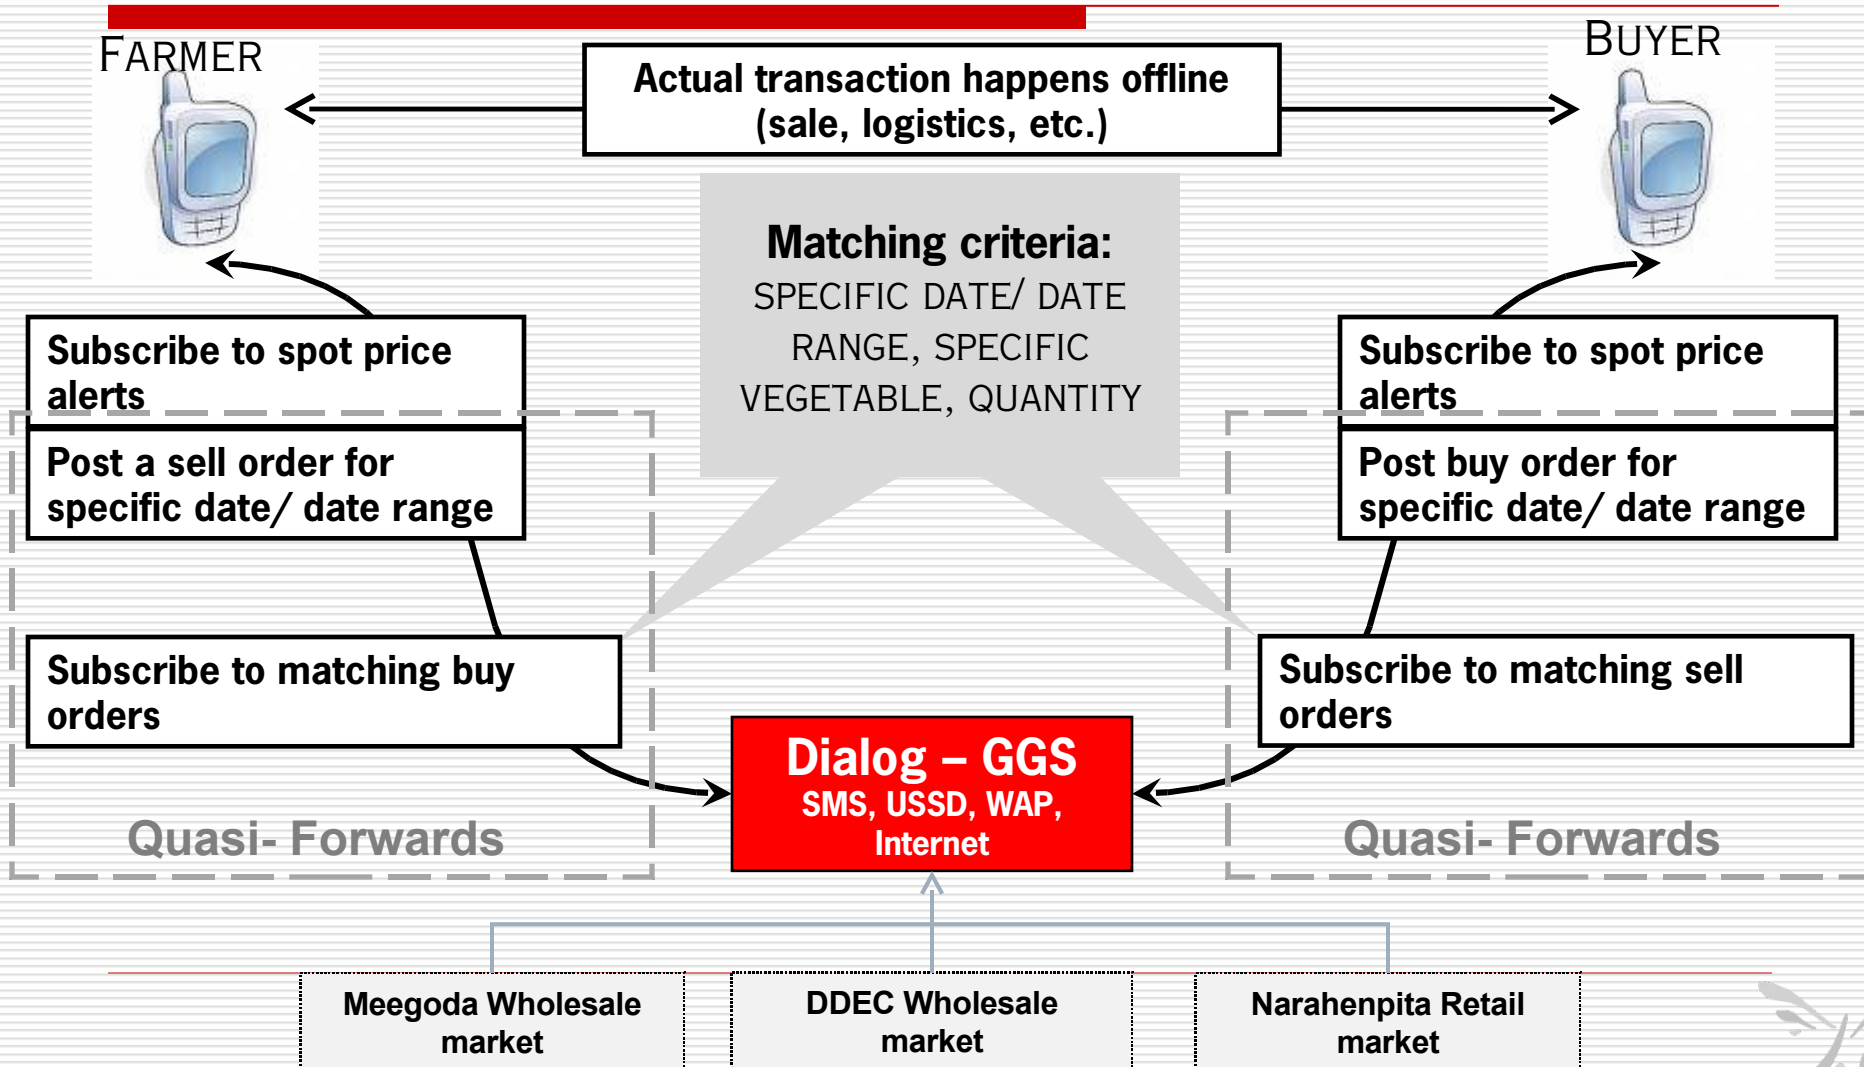 FARMER
BUYER
Actual transaction happens offline
(sale, logistics, etc.)
Matching criteria:
SPECIFIC DATE/ DATE
RANGE, SPECIFIC
VEGETABLE, QUANTITY
Subscribe to spot price
alerts
Post a sell order for
specific date/ date range
Subscribe to matching buy
orders
Quasi- Forwards
Subscribe to spot price
alerts
Post buy order for
specific date/ date range
Subscribe to matching sell
orders
Quasi- Forwards
Dialog – GGS
SMS, USSD, WAP,
Internet
Meegoda Wholesale
market
DDEC Wholesale
market
Narahenpita Retail
market